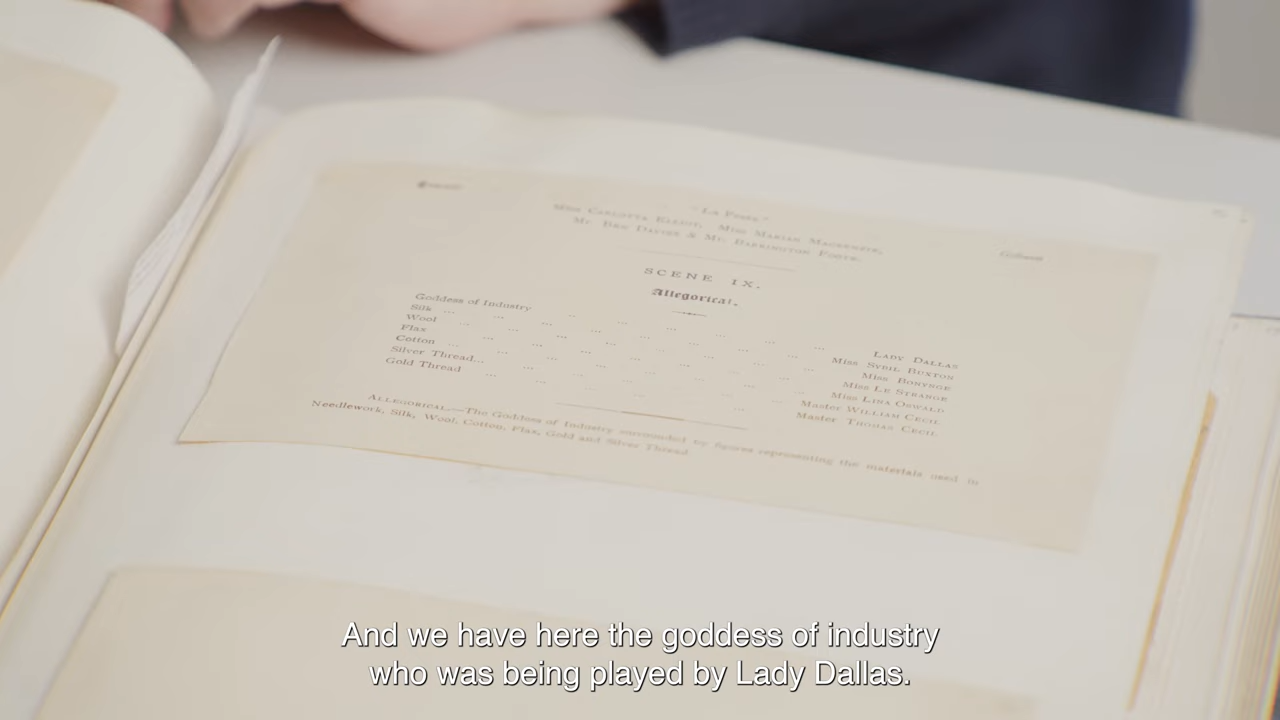 "La Fesia."
Miss Carlotta Elliot, Miss Marian Mackenzie,
Mr. Ben Davies & Mr. Barrington Foote.
SCENE IX.
Allegorical.
Goddess of Industry ... ... ... ... ... LADY DALLAS
Silk ... ... ... ... ... Miss SYBIL BUXTON
Wool ... ... ... ... ... Miss BONYNGE
Flax ... ... ... ... ... Miss LE STRANGE
Cotton ... ... ... ... ... Miss LINA OSWALD
Silver Thread... ... ... ... ... Master WILLIAM CECIL
Gold Thread ... ... ... ... Master THOMAS CECIL
ALLEGORICAL.—The Goddess of Industry surrounded by figures representing the materials used in
Needlework, Silk, Wool, Cotton, Flax, Gold and Silver Thread
And we have here the goddess of industry
who was being played by Lady Dallas.